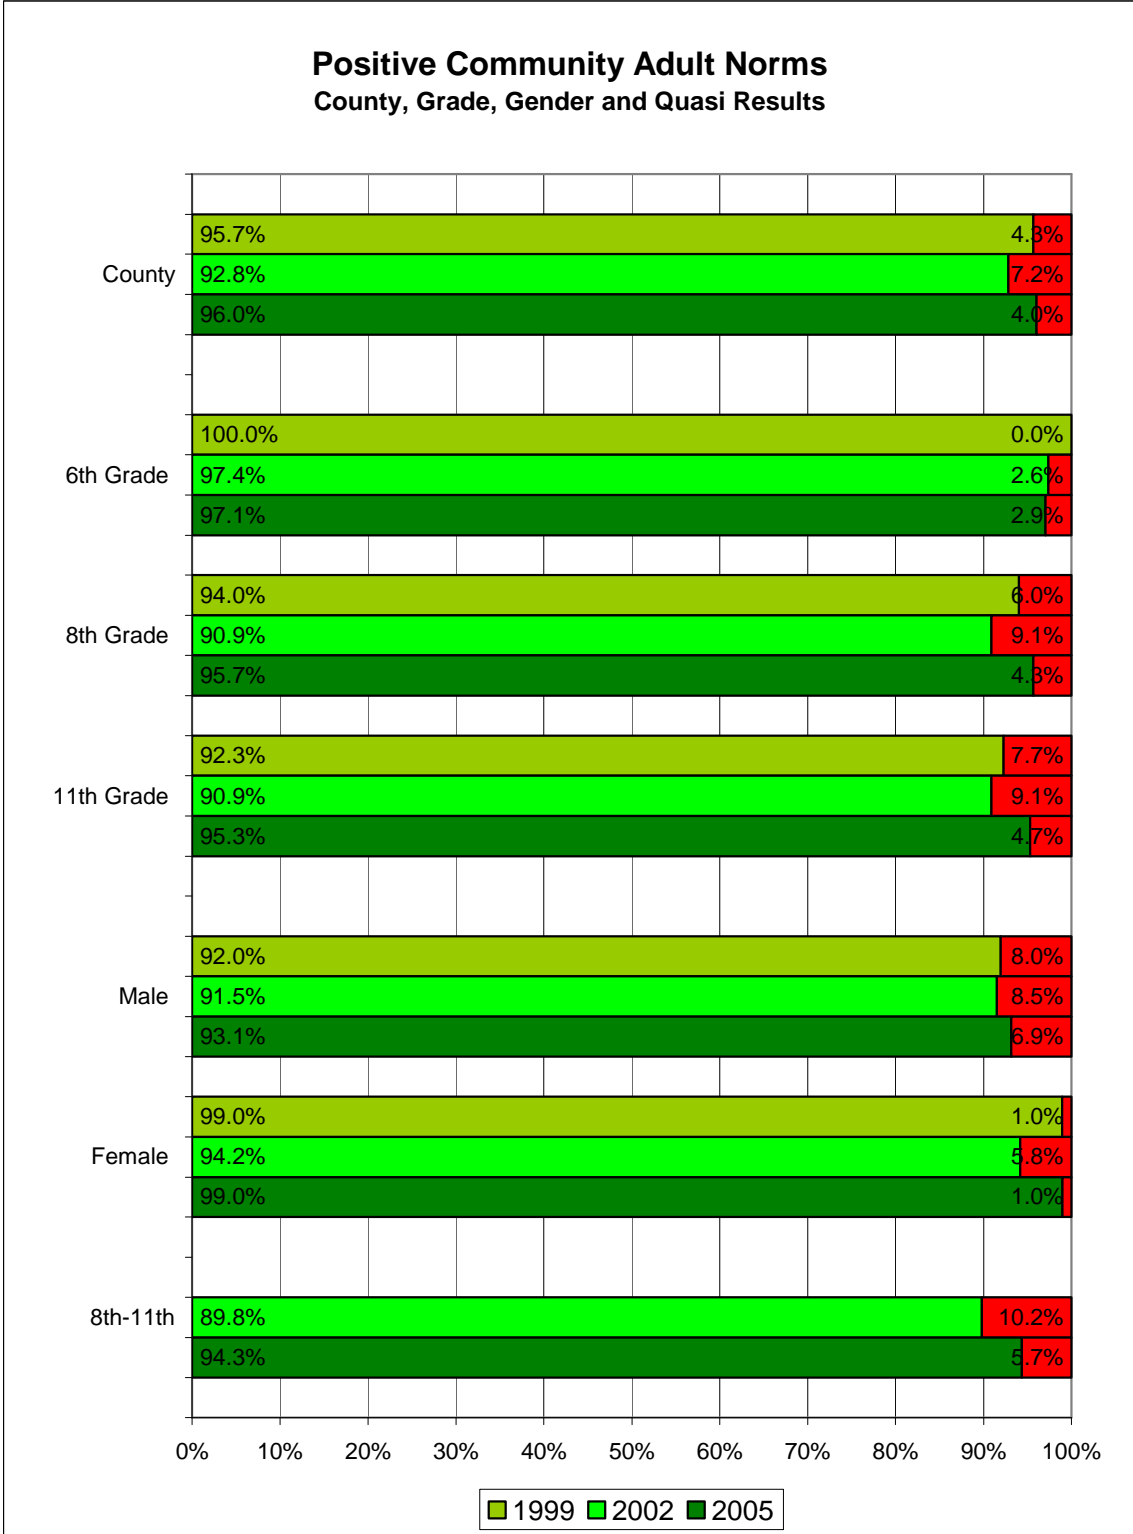 Positive Community Adult Norms
County, Grade, Gender and Quasi Results
95.7% 4.3%
County 92.8% 7.2%
96.0% 4.0%
100.0% 0.0%
6th Grade 97.4% 2.6%
97.1% 2.9%
94.0% 6.0%
8th Grade 90.9% 9.1%
95.7% 4.3%
92.3% 7.7%
11th Grade 90.9% 9.1%
95.3% 4.7%
92.0% 8.0%
Male 91.5% 8.5%
93.1% 6.9%
99.0% 1.0%
Female 94.2% 5.8%
99.0% 1.0%
8th-11th 89.8% 10.2%
94.3% 5.7%
0% 10% 20% 30% 40% 50% 60% 70% 80% 90% 100%
1999 2002 2005